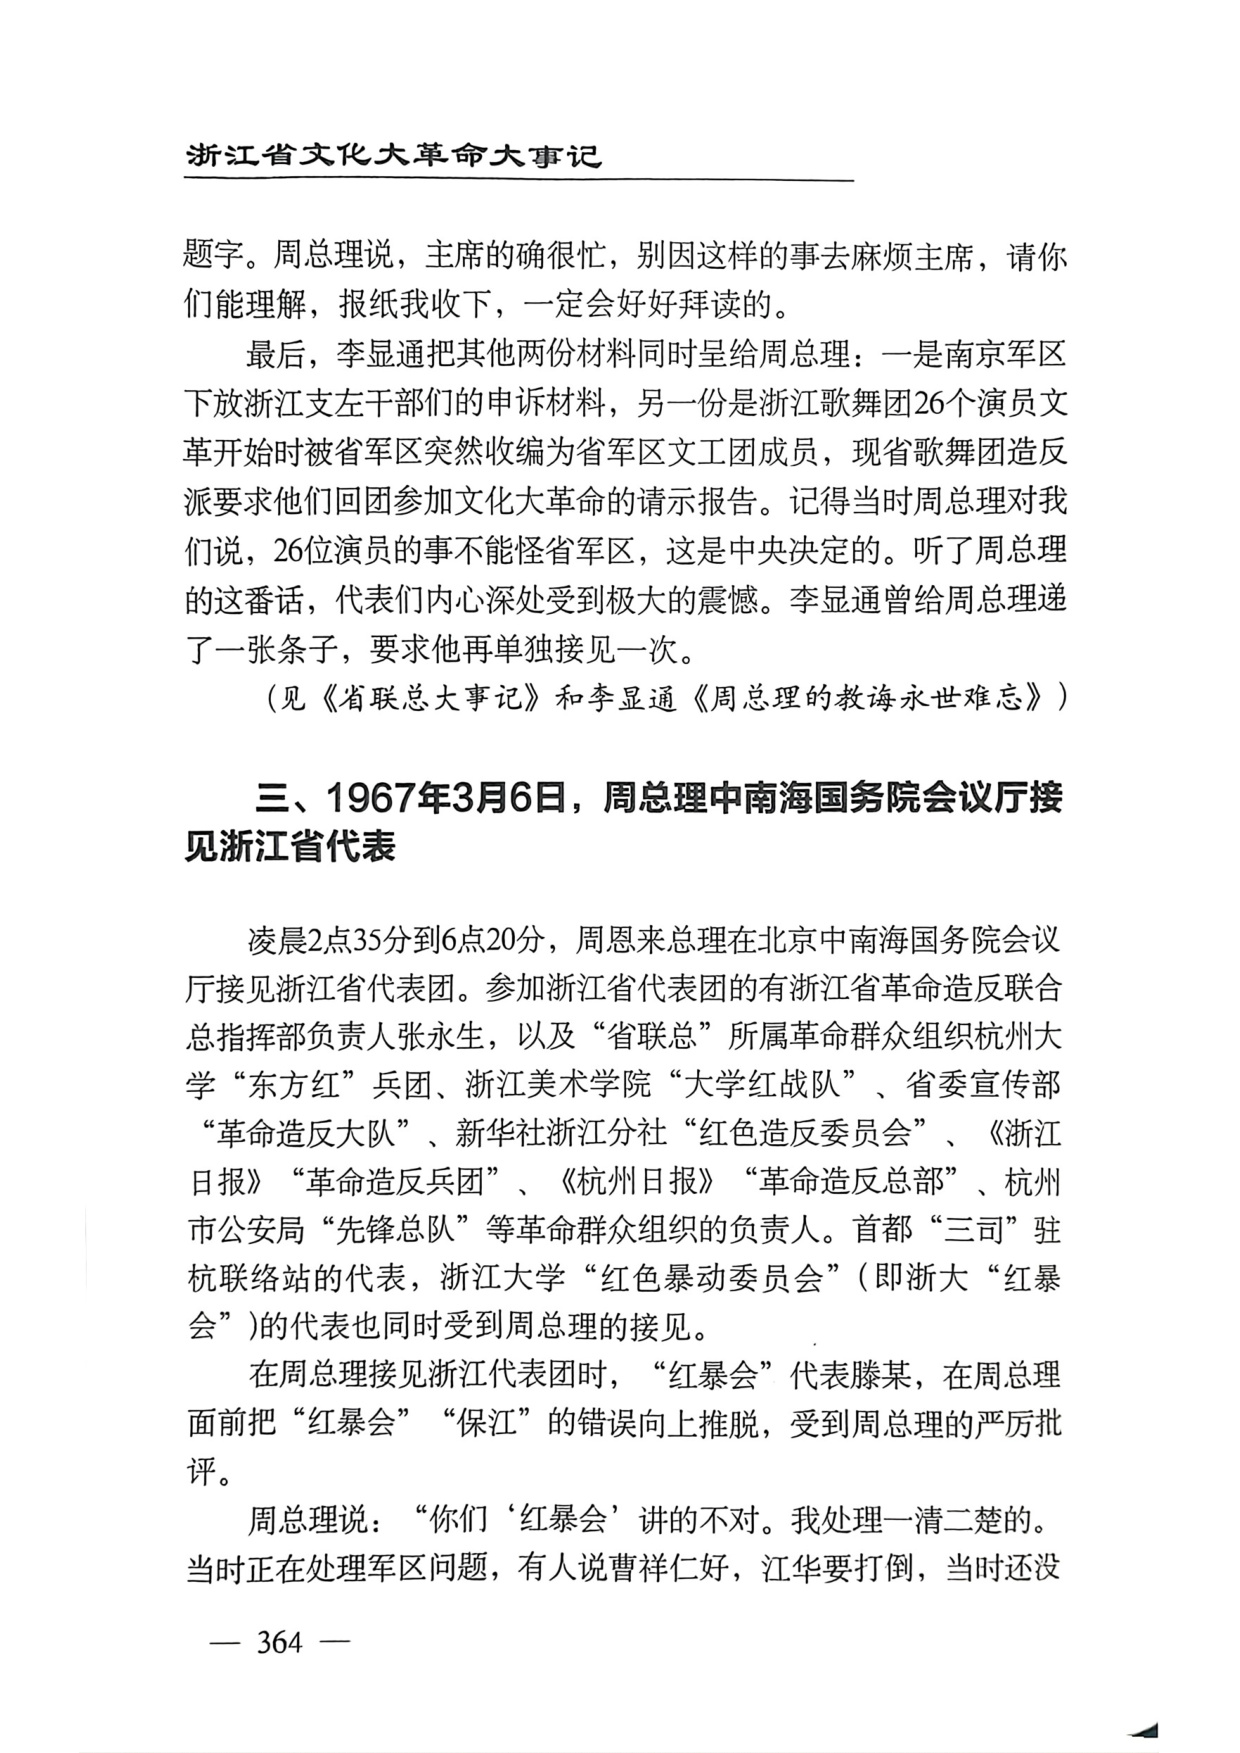 浙江省文化大革命大事记
题字。周总理说，主席的确很忙，别因这样的事去麻烦主席，请你
们能理解，报纸我收下，一定会好好拜读的。
最后，李显通把其他两份材料同时呈给周总理：一是南京军区
下放浙江支左干部们的申诉材料，另一份是浙江歌舞团26个演员文
革开始时被省军区突然收编为省军区文工团成员，现省歌舞团造反
派要求他们回团参加文化大革命的请示报告。记得当时周总理对我
们说，26位演员的事不能怪省军区，这是中央决定的。听了周总理
的这番话，代表们内心深处受到极大的震憾。李显通曾给周总理递
了一张条子，要求他再单独接见一次。
（见《省联总大事记》和李显通《周总理的教诲永世难忘》）
三、1967年3月6日，周总理中南海国务院会议厅接
见浙江省代表
凌晨2点35分到6点20分，周恩来总理在北京中南海国务院会议
厅接见浙江省代表团。参加浙江省代表团的有浙江省革命造反联合
总指挥部负责人张永生，以及“省联总”所属革命群众组织杭州大
学“东方红”兵团、浙江美术学院“大学红战队”、省委宣传部
“革命造反大队”、新华社浙江分社“红色造反委员会”、《浙江
日报》“革命造反兵团”、《杭州日报》“革命造反总部”、杭州
市公安局“先锋总队”等革命群众组织的负责人。首都“三司”驻
杭联络站的代表，浙江大学“红色暴动委员会”（即浙大“红暴
会”)的代表也同时受到周总理的接见。
在周总理接见浙江代表团时，“红暴会”代表滕某，在周总理
面前把“红暴会”“保江”的错误向上推脱，受到周总理的严厉批
评。
周总理说：“你们‘红暴会’讲的不对。我处理一清二楚的。
当时正在处理军区问题，有人说曹祥仁好，江华要打倒，当时还没
— 364 —